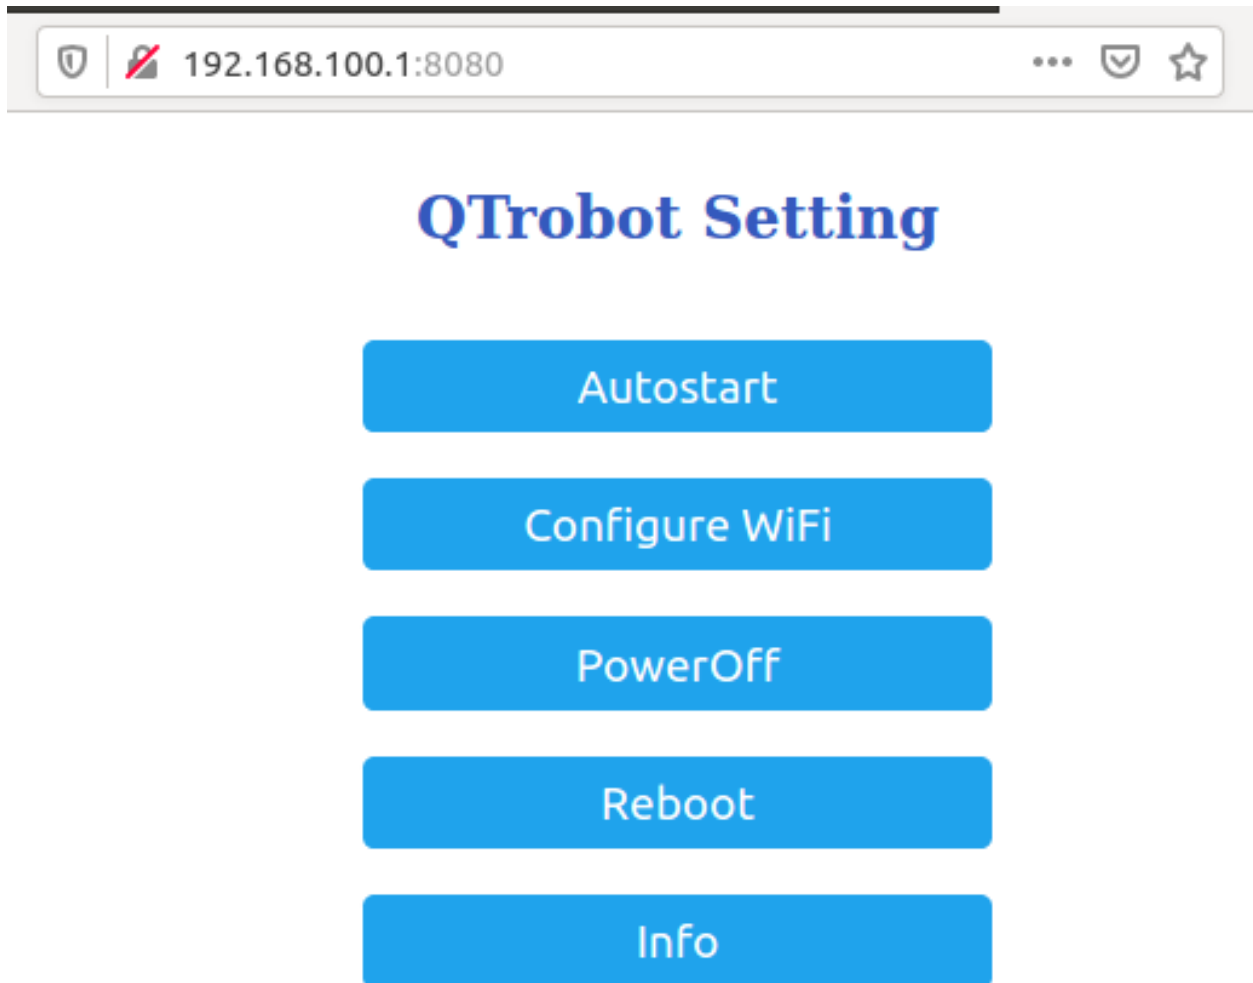 192.168.100.1:8080
QTrobot Setting
Autostart
Configure WiFi
PowerOff
Reboot
Info